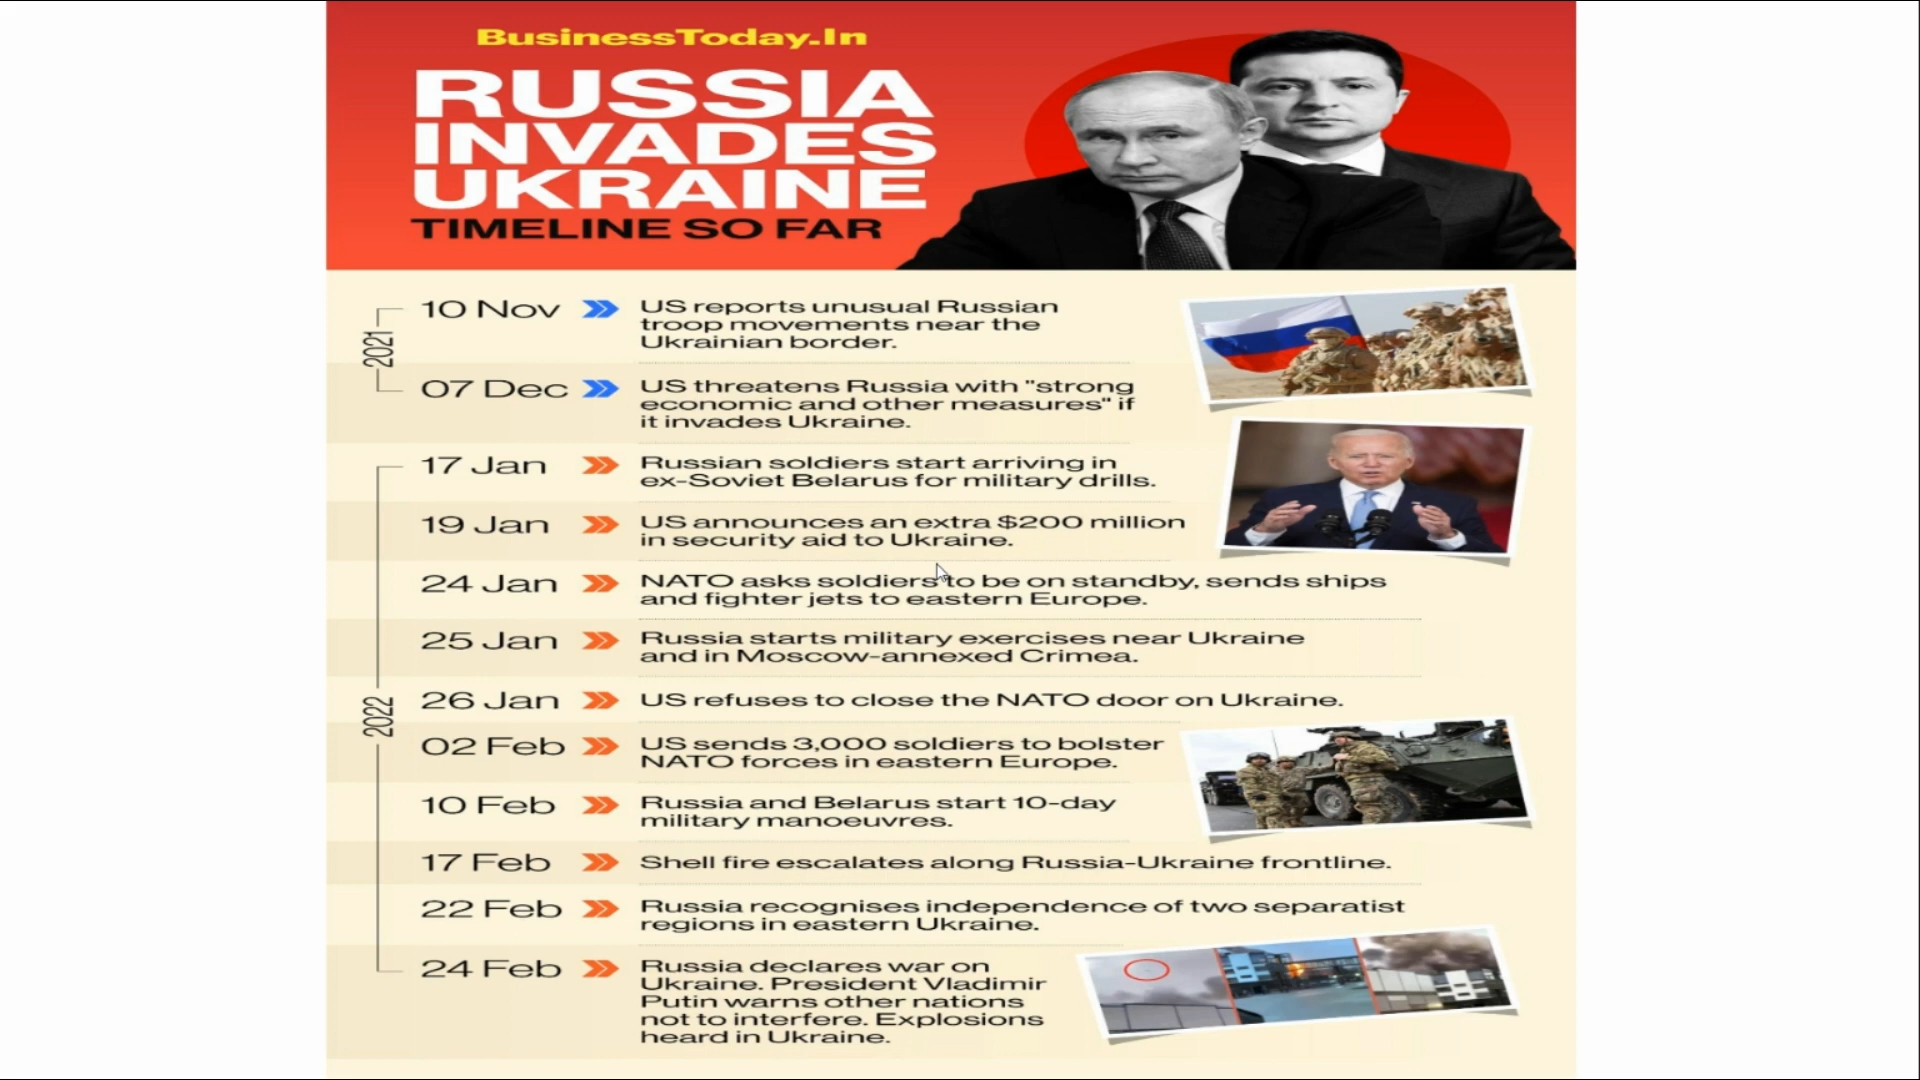 BusinessToday.In
RUSSIA
INVADES
UKRAINE
TIMELINE SO FAR
2021
10 Nov
US reports unusual Russian
troop movements near the
Ukrainian border.
07 Dec
US threatens Russia with "strong
economic and other measures" if
it invades Ukraine.
2022
17 Jan
Russian soldiers start arriving in
ex-Soviet Belarus for military drills.
19 Jan
US announces an extra $200 million
in security aid to Ukraine.
24 Jan
NATO asks soldiers to be on standby, sends ships
and fighter jets to eastern Europe.
25 Jan
Russia starts military exercises near Ukraine
and in Moscow-annexed Crimea.
26 Jan
US refuses to close the NATO door on Ukraine.
02 Feb
US sends 3,000 soldiers to bolster
NATO forces in eastern Europe.
10 Feb
Russia and Belarus start 10-day
military manoeuvres.
17 Feb
Shell fire escalates along Russia-Ukraine frontline.
22 Feb
Russia recognises independence of two separatist
regions in eastern Ukraine.
24 Feb
Russia declares war on
Ukraine. President Vladimir
Putin warns other nations
not to interfere. Explosions
heard in Ukraine.